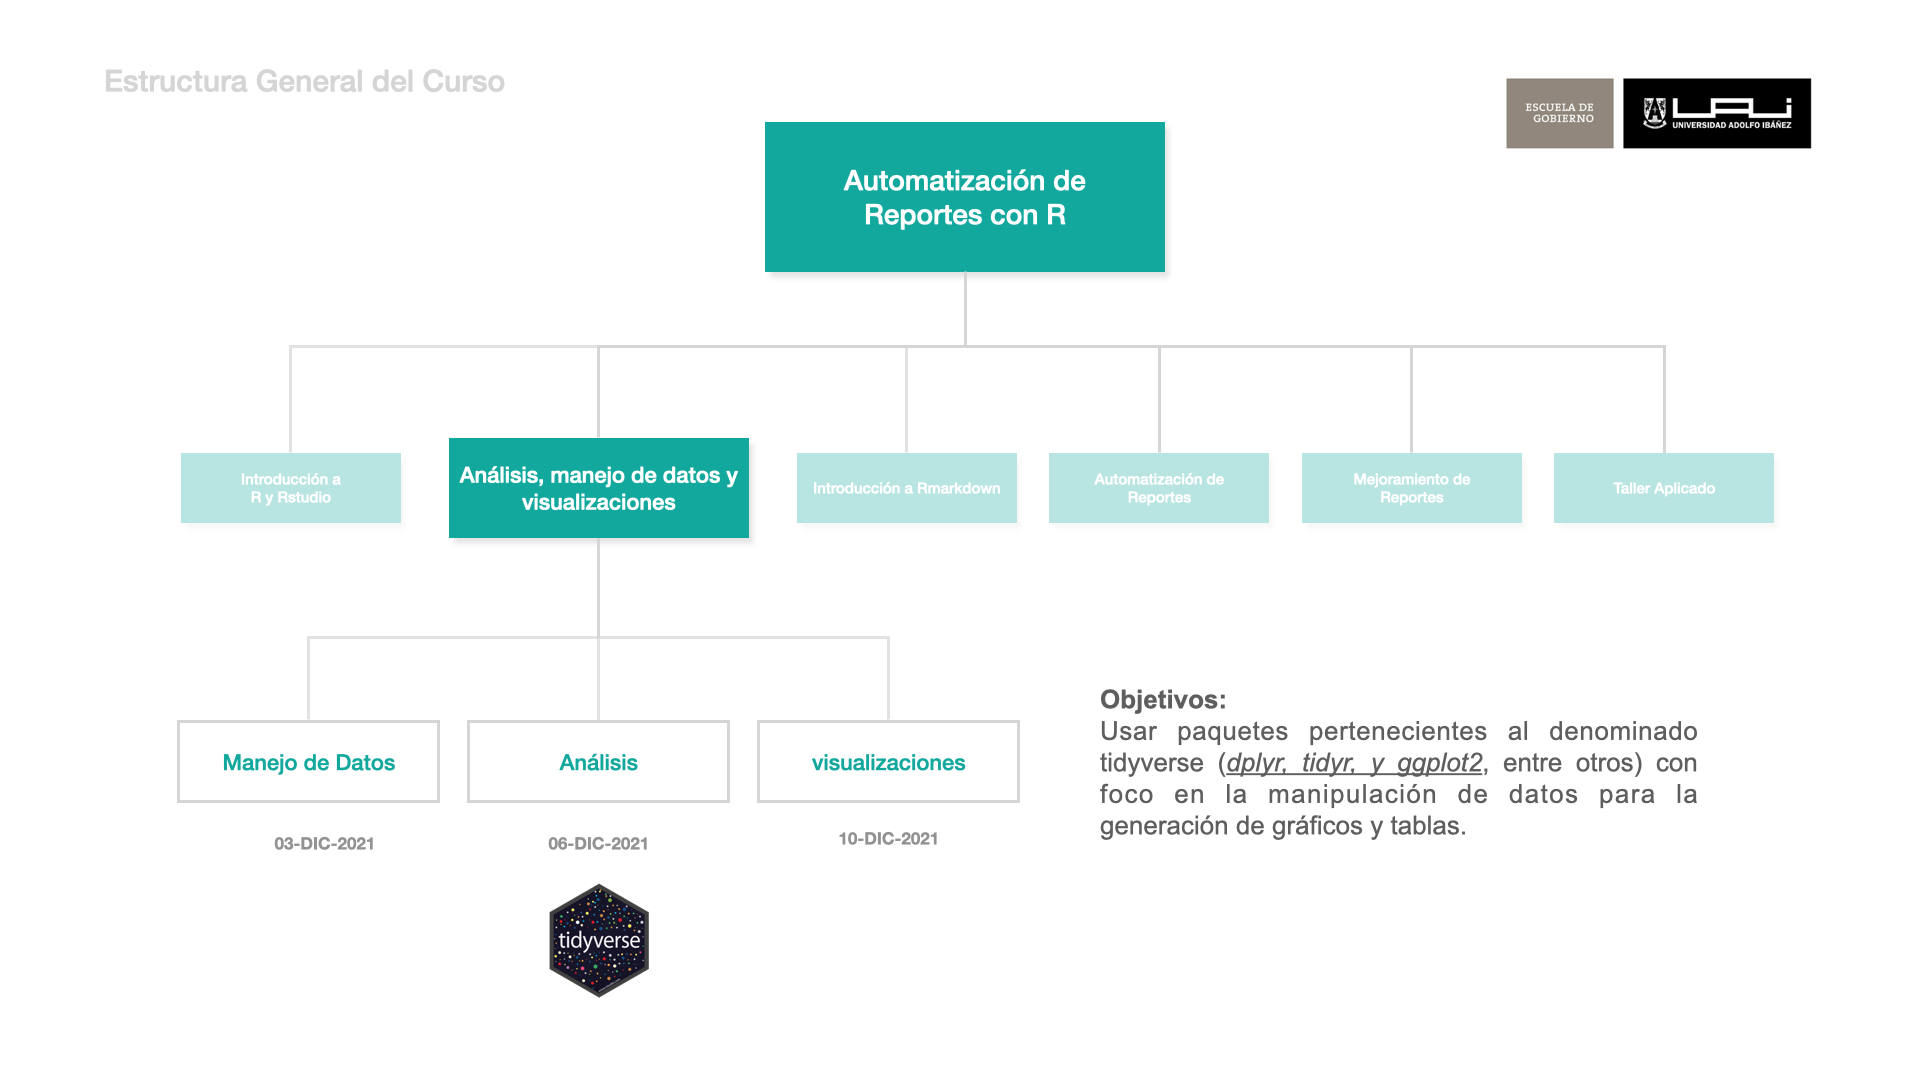 Estructura General del Curso
ESCUELA DE
GOBIERNO
UNIVERSIDAD ADOLFO IBÁÑEZ
Automatización de
Reportes con R
Introducción a
R y Rstudio
Análisis, manejo de datos y
visualizaciones
Introducción a Rmarkdown
Automatización de
Reportes
Mejoramiento de
Reportes
Taller Aplicado
Manejo de Datos
Análisis
visualizaciones
03-DIC-2021
06-DIC-2021
10-DIC-2021
tidyverse
Objetivos:
Usar paquetes pertenecientes al denominado
tidyverse (dplyr, tidyr, y ggplot2, entre otros) con
foco en la manipulación de datos para la
generación de gráficos y tablas.